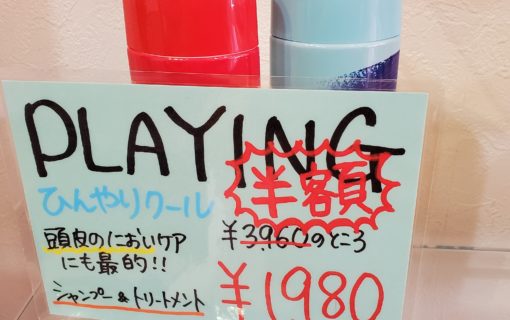 PLAYING
ひんやりクール
半額
頭皮のにおいケア
にも最的!!
シャンプー&トリートメント
¥3,960のところ
¥1980